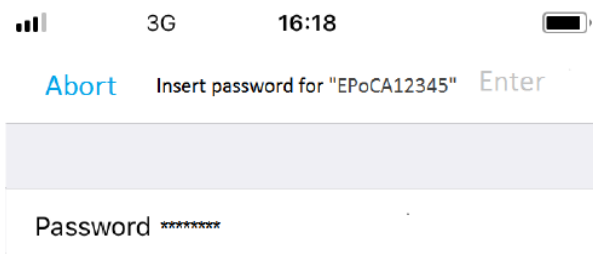 3G 16:18
Abort Insert password for "EPoCA12345" Enter
Password ********